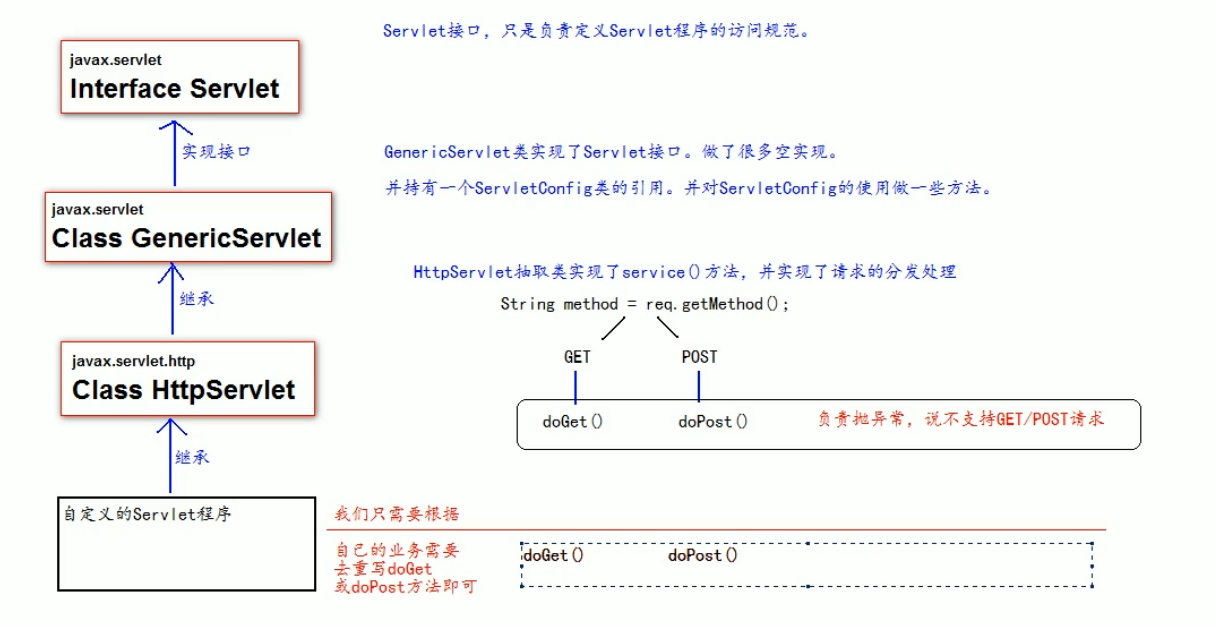 Servlet接口，只是负责定义Servlet程序的访问规范。
javax.servlet
Interface Servlet
实现接口
GenericServlet类实现了Servlet接口。做了很多空实现。
并持有一个ServletConfig类的引用。并对ServletConfig的使用做一些方法。
javax.servlet
Class GenericServlet
继承
HttpServlet抽取类实现了service()方法，并实现了请求的分发处理
String method = req.getMethod();
GET
POST
javax.servlet.http
Class HttpServlet
doGet()
doPost()
负责抛异常，说不支持GET/POST请求
继承
自定义的Servlet程序
我们只需要根据
自己的业务需要
去重写doGet
或doPost方法即可
doGet()
doPost()